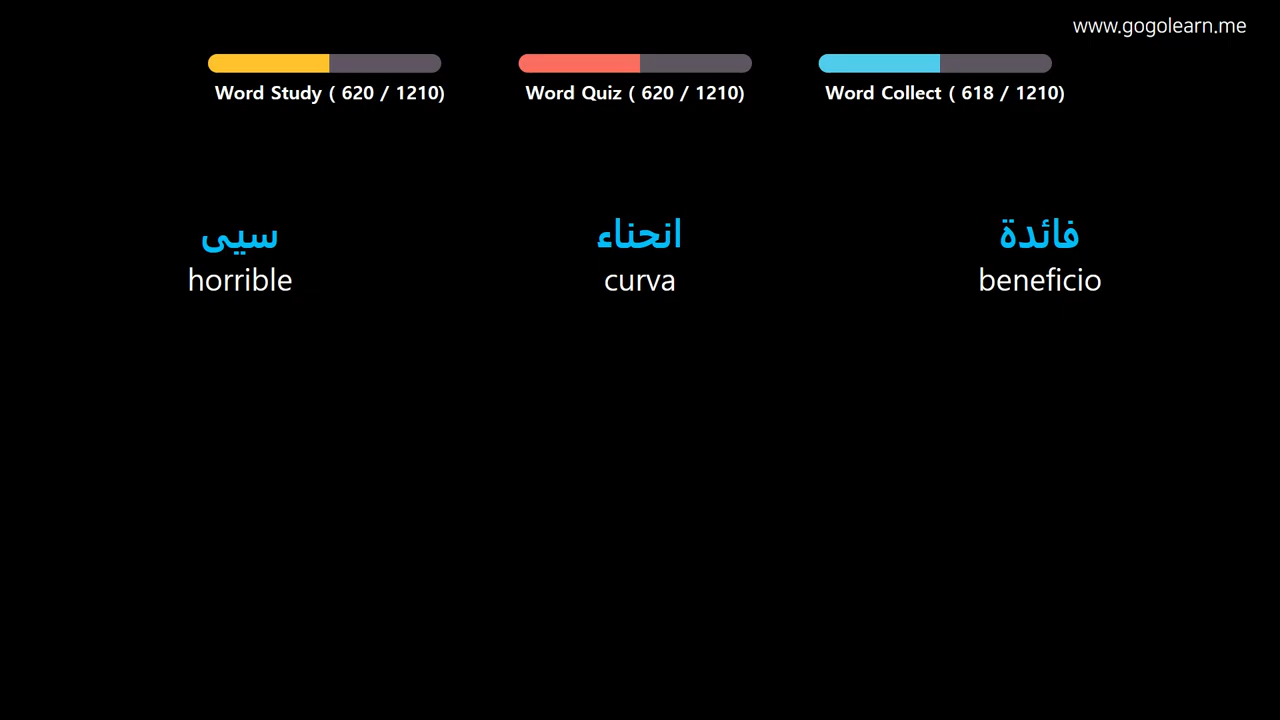 www.gogolearn.me
Word Study ( 620 / 1210)
Word Quiz ( 620 / 1210)
Word Collect ( 618 / 1210)
سيى
horrible
انحناء
curva
فائدة
beneficio